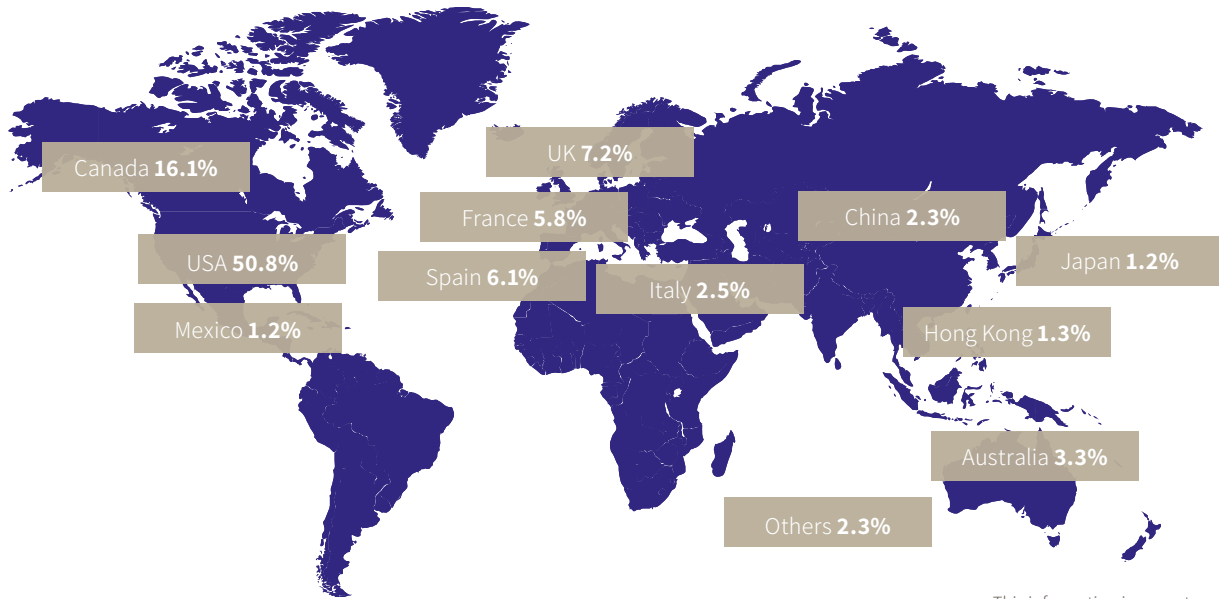 UK 7.2%
Canada 16.1%
France 5.8%
China 2.3%
USA 50.8%
Japan 1.2%
Spain 6.1%
Italy 2.5%
Mexico 1.2%
Hong Kong 1.3%
Australia 3.3%
Others 2.3%